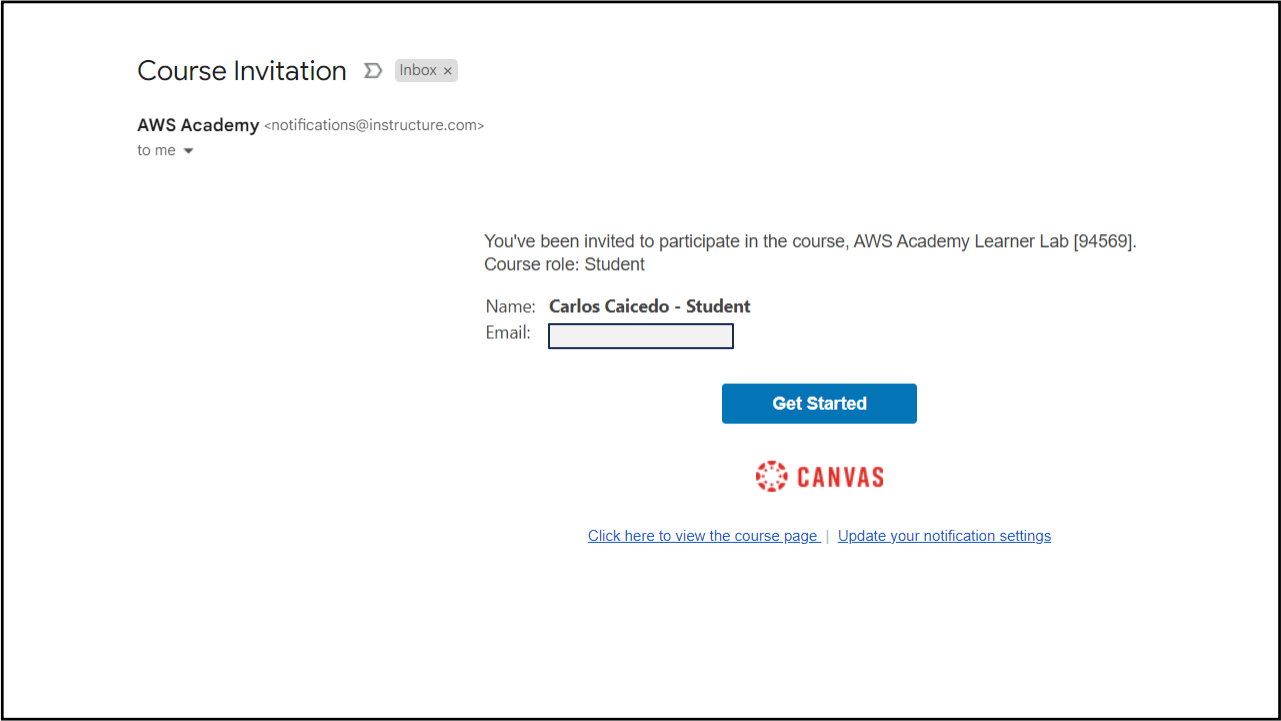 Course Invitation Inbox ×
AWS Academy <notifications@instructure.com>
to me
You've been invited to participate in the course, AWS Academy Learner Lab [94569].
Course role: Student
Name: Carlos Caicedo - Student
Email:
Get Started
CANVAS
Click here to view the course page | Update your notification settings